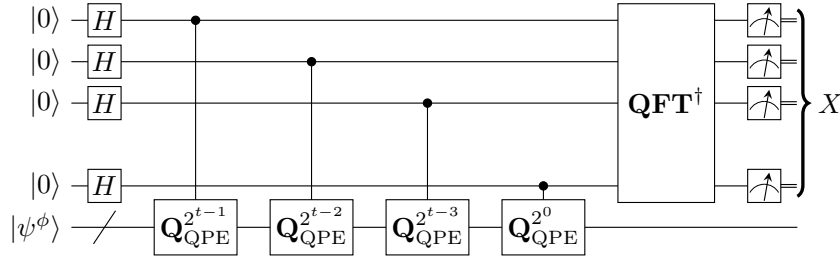 |0⟩ H
|0⟩ H
|0⟩ H QFT† X
|0⟩ H
|ψ^ϕ⟩ Q_QPE^{2^{t−1}} Q_QPE^{2^{t−2}} Q_QPE^{2^{t−3}} Q_QPE^{2^0}